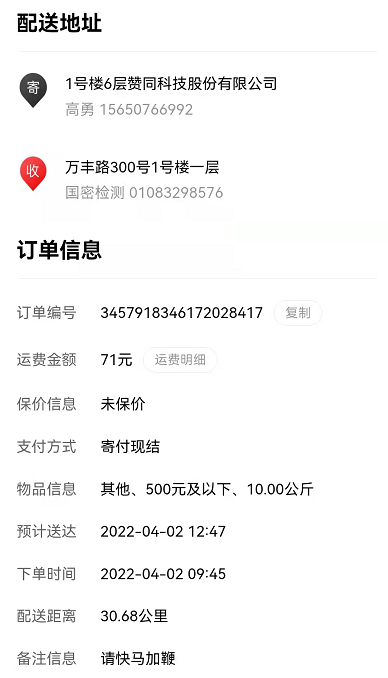 配送地址
寄
1号楼6层赞同科技股份有限公司
高勇 15650766992
收
万丰路300号1号楼一层
国密检测 01083298576
订单信息
订单编号 3457918346172028417 复制
运费金额 71元 运费明细
保价信息 未保价
支付方式 寄付现结
物品信息 其他、500元及以下、10.00公斤
预计送达 2022-04-02 12:47
下单时间 2022-04-02 09:45
配送距离 30.68公里
备注信息 请快马加鞭